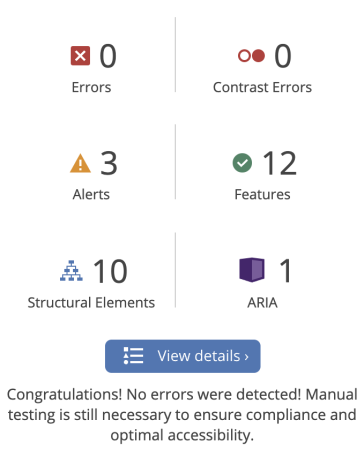 0
Errors
0
Contrast Errors
3
Alerts
12
Features
10
Structural Elements
1
ARIA
View details ›
Congratulations! No errors were detected! Manual
testing is still necessary to ensure compliance and
optimal accessibility.